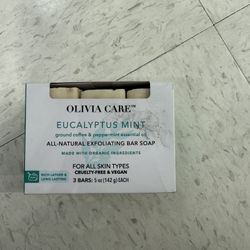 OLIVIA CARE™
EUCALYPTUS MINT
ground coffee & peppermint essential oil
ALL-NATURAL EXFOLIATING BAR SOAP
MADE WITH ORGANIC INGREDIENTS
FOR ALL SKIN TYPES
CRUELTY-FREE & VEGAN
3 BARS: 5 oz (142 g) EACH
RICH LATHER &
LONG LASTING